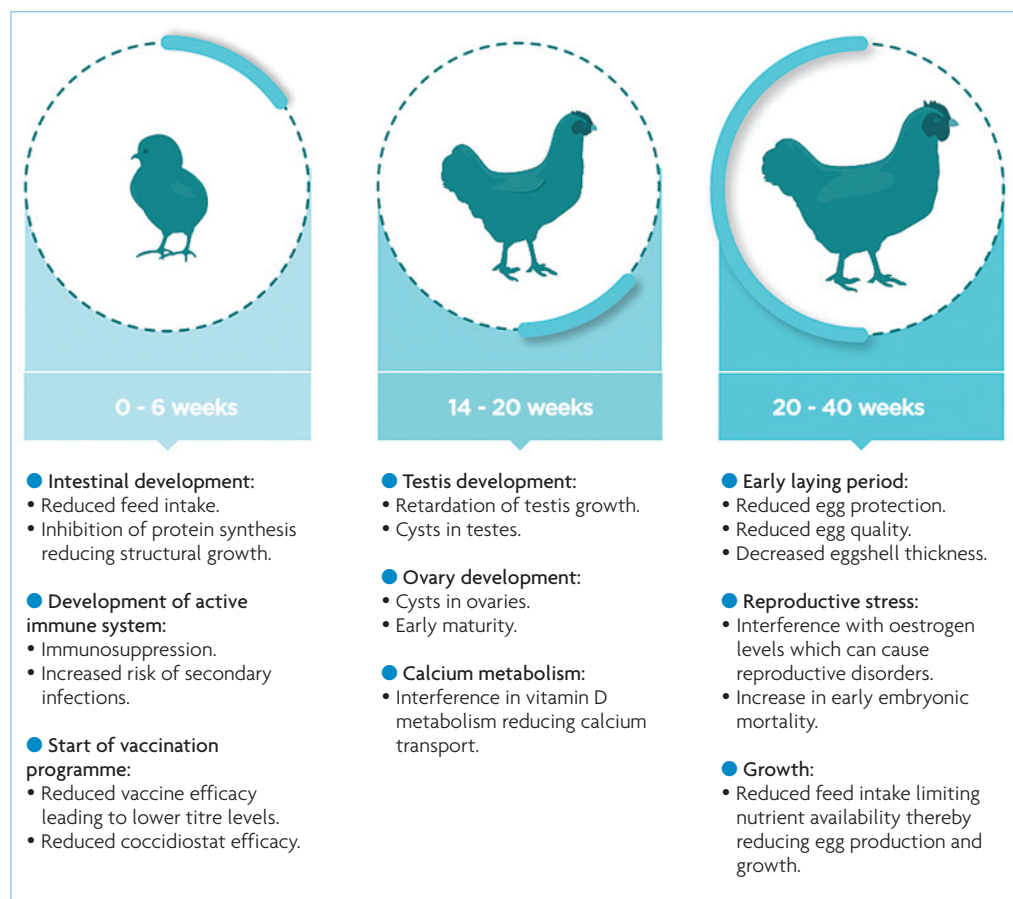 0 - 6 weeks
● Intestinal development:
• Reduced feed intake.
• Inhibition of protein synthesis
reducing structural growth.
● Development of active
immune system:
• Immunosuppression.
• Increased risk of secondary
infections.
● Start of vaccination
programme:
• Reduced vaccine efficacy
leading to lower titre levels.
• Reduced coccidiostat efficacy.
14 - 20 weeks
● Testis development:
• Retardation of testis growth.
• Cysts in testes.
● Ovary development:
• Cysts in ovaries.
• Early maturity.
● Calcium metabolism:
• Interference in vitamin D
metabolism reducing calcium
transport.
20 - 40 weeks
● Early laying period:
• Reduced egg protection.
• Reduced egg quality.
• Decreased eggshell thickness.
● Reproductive stress:
• Interference with oestrogen
levels which can cause
reproductive disorders.
• Increase in early embryonic
mortality.
● Growth:
• Reduced feed intake limiting
nutrient availability thereby
reducing egg production and
growth.